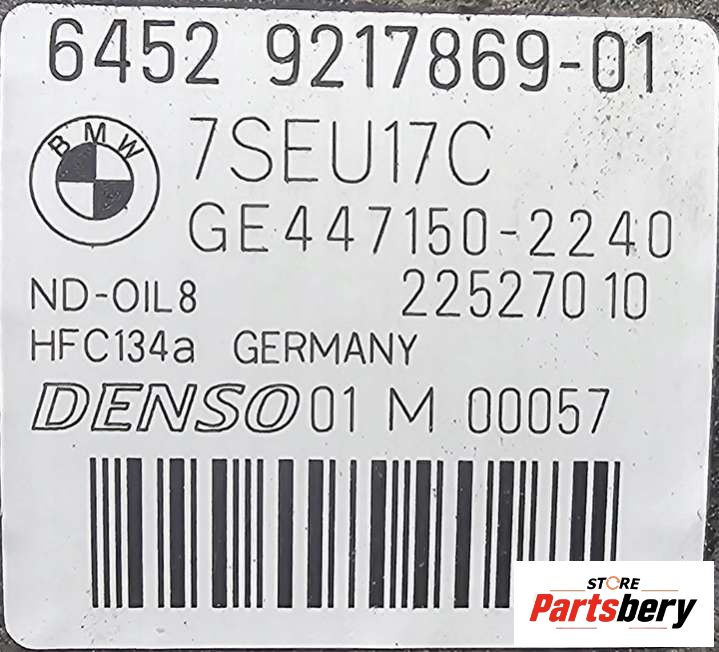 6452 9217869-01
BMW
7SEU17C
GE447150-2240
ND-OIL8 22527010
HFC134a GERMANY
DENSO 01 M 00057
STORE
Partsbery